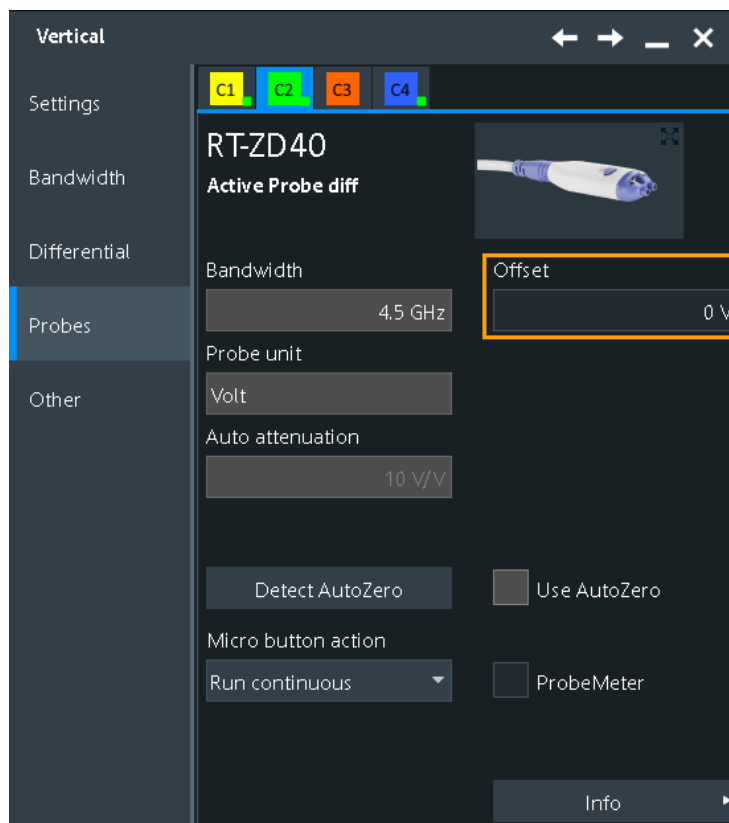 Vertical
Settings
Bandwidth
Differential
Probes
Other
C1 C2 C3 C4
RT-ZD40
Active Probe diff
Bandwidth
4.5 GHz
Offset
0 V
Probe unit
Volt
Auto attenuation
10 V/V
Detect AutoZero
Use AutoZero
Micro button action
Run continuous
ProbeMeter
Info